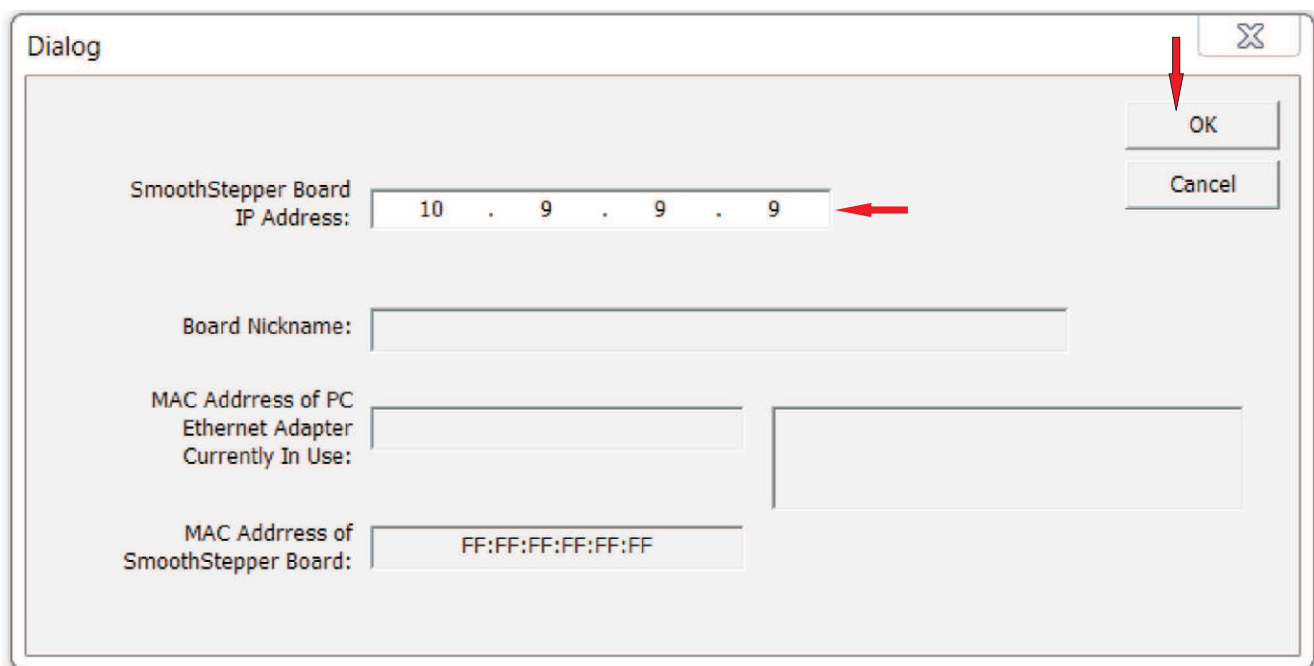 Dialog
OK
Cancel
SmoothStepper Board
IP Address:
10 . 9 . 9 . 9
Board Nickname:
MAC Addrress of PC
Ethernet Adapter
Currently In Use:
MAC Addrress of
SmoothStepper Board:
FF:FF:FF:FF:FF:FF